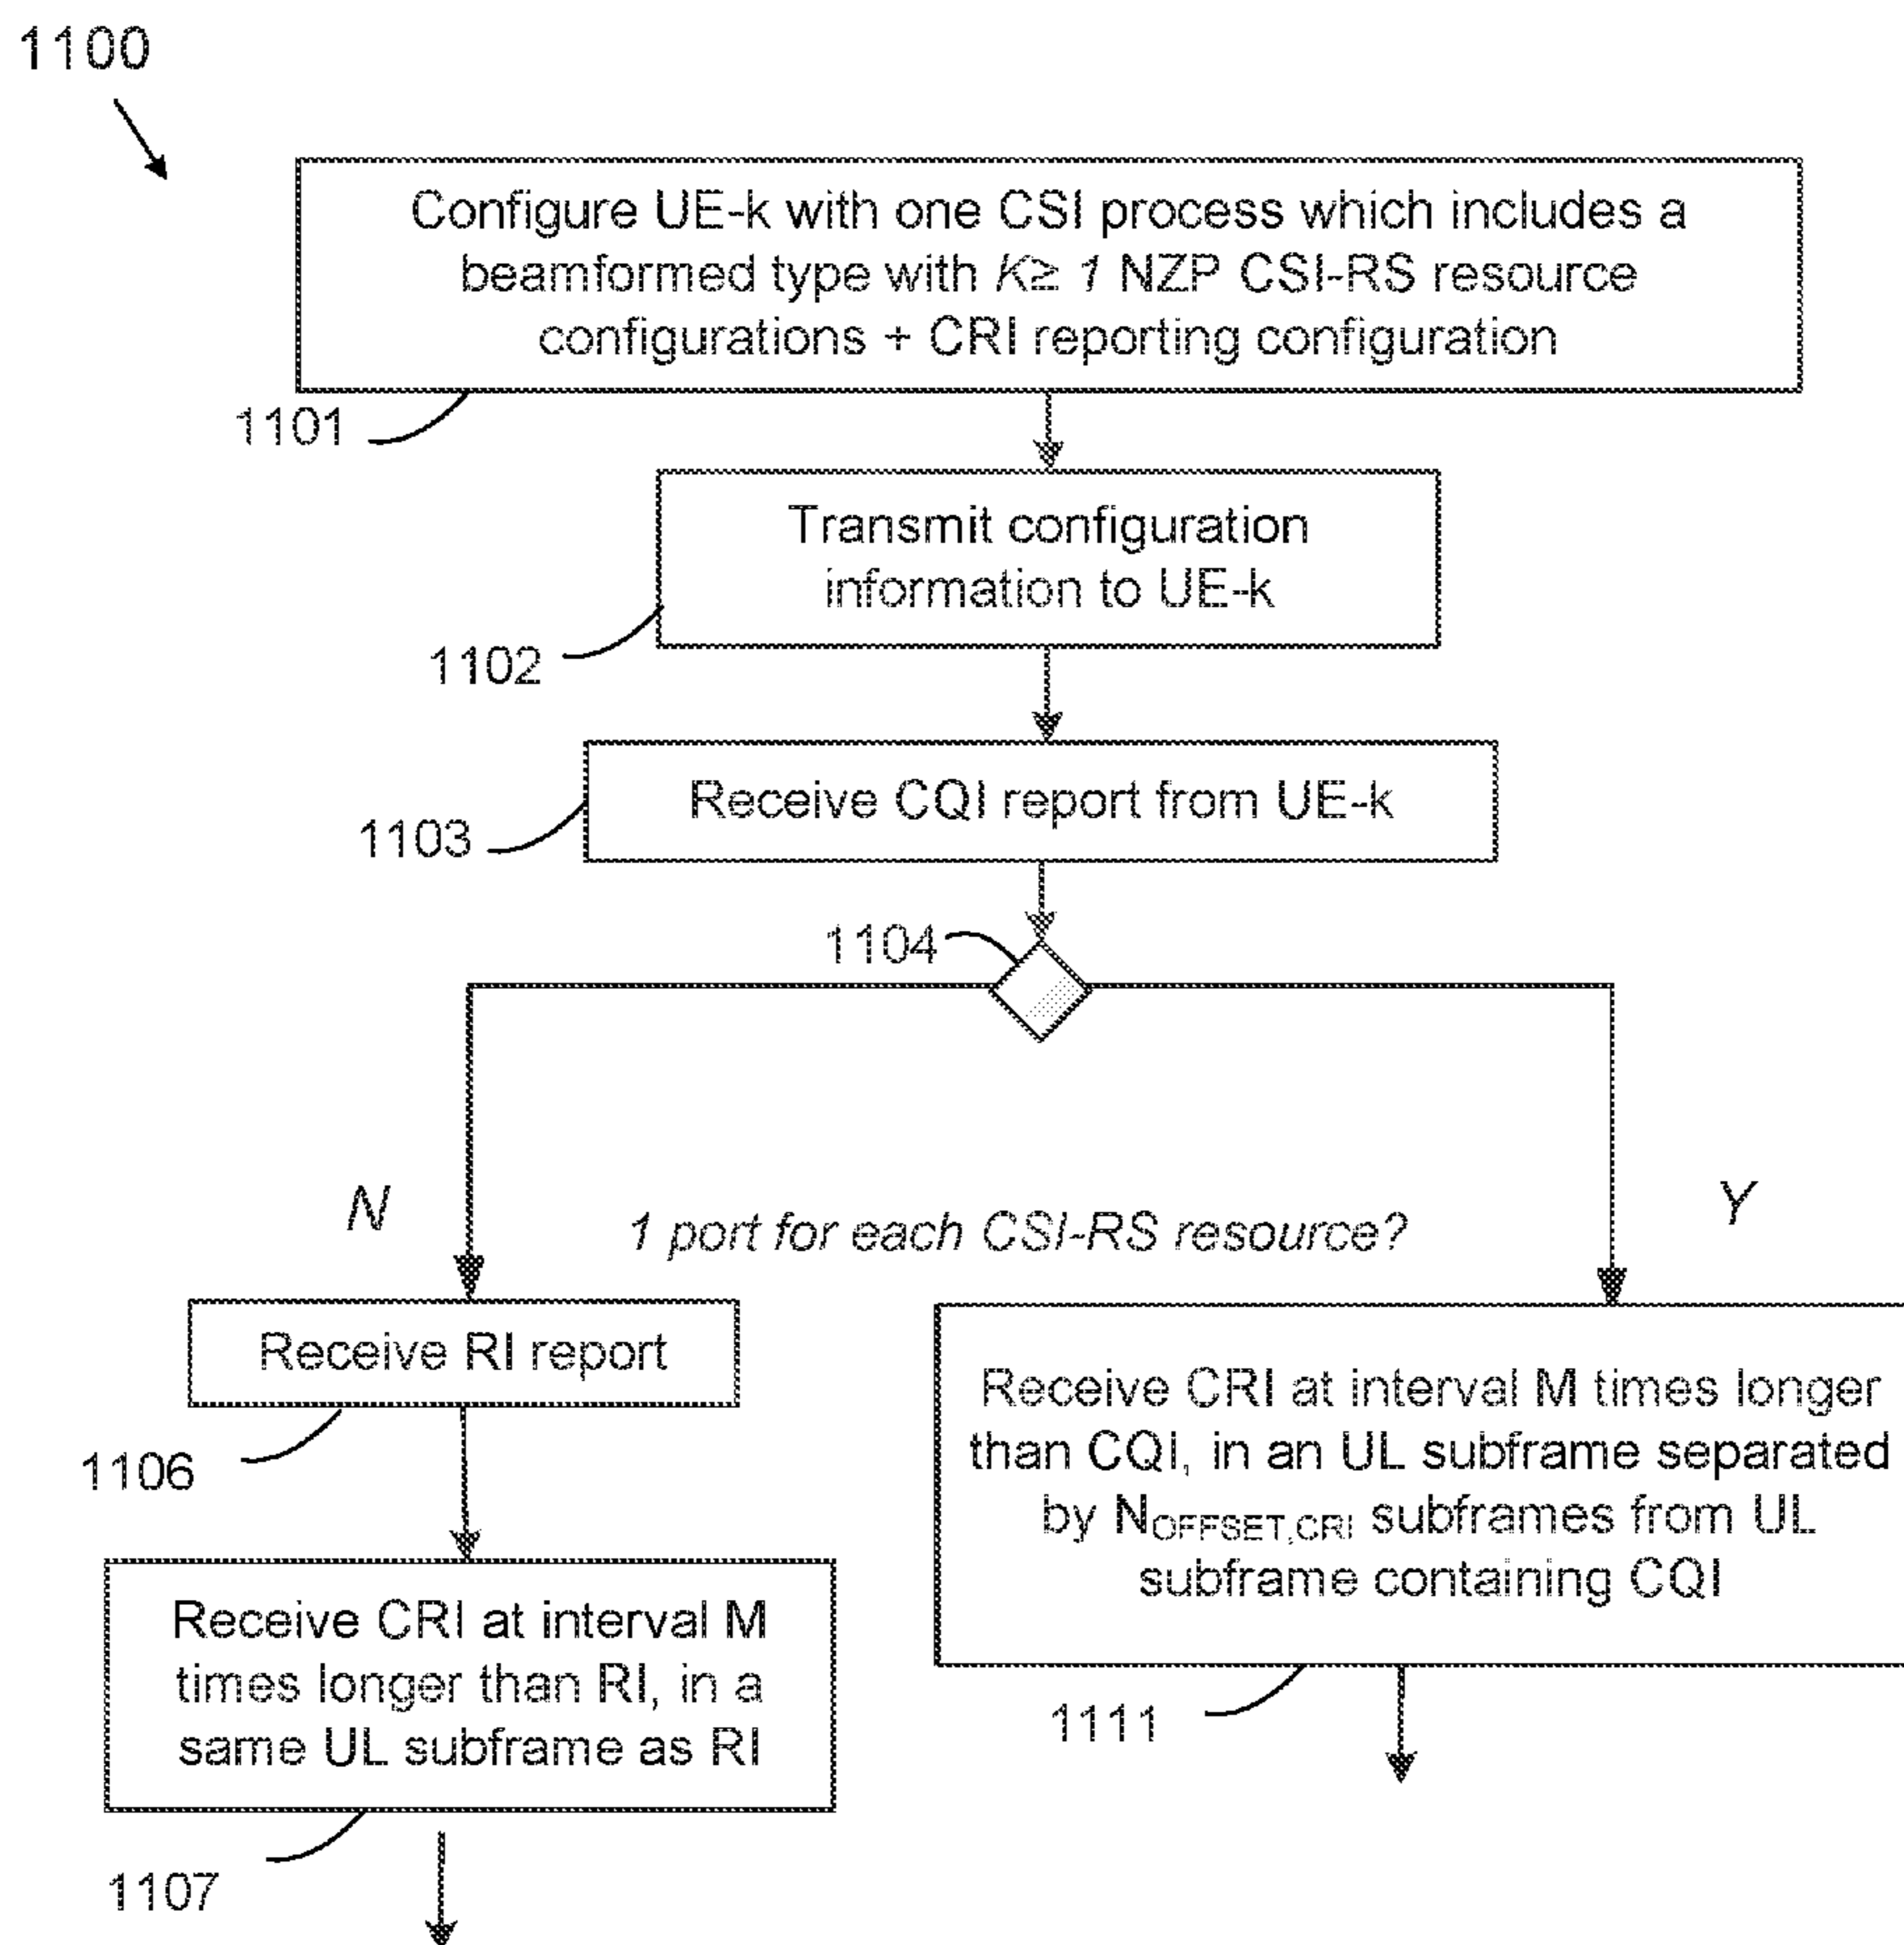 1100
Configure UE-k with one CSI process which includes a
beamformed type with K≥ 1 NZP CSI-RS resource
configurations + CRI reporting configuration
1101
Transmit configuration
information to UE-k
1102
Receive CQI report from UE-k
1103
1104
N
1 port for each CSI-RS resource?
Y
Receive RI report
1106
Receive CRI at interval M times longer
than CQI, in an UL subframe separated
by NOFFSET,CRI subframes from UL
subframe containing CQI
1111
Receive CRI at interval M
times longer than RI, in a
same UL subframe as RI
1107